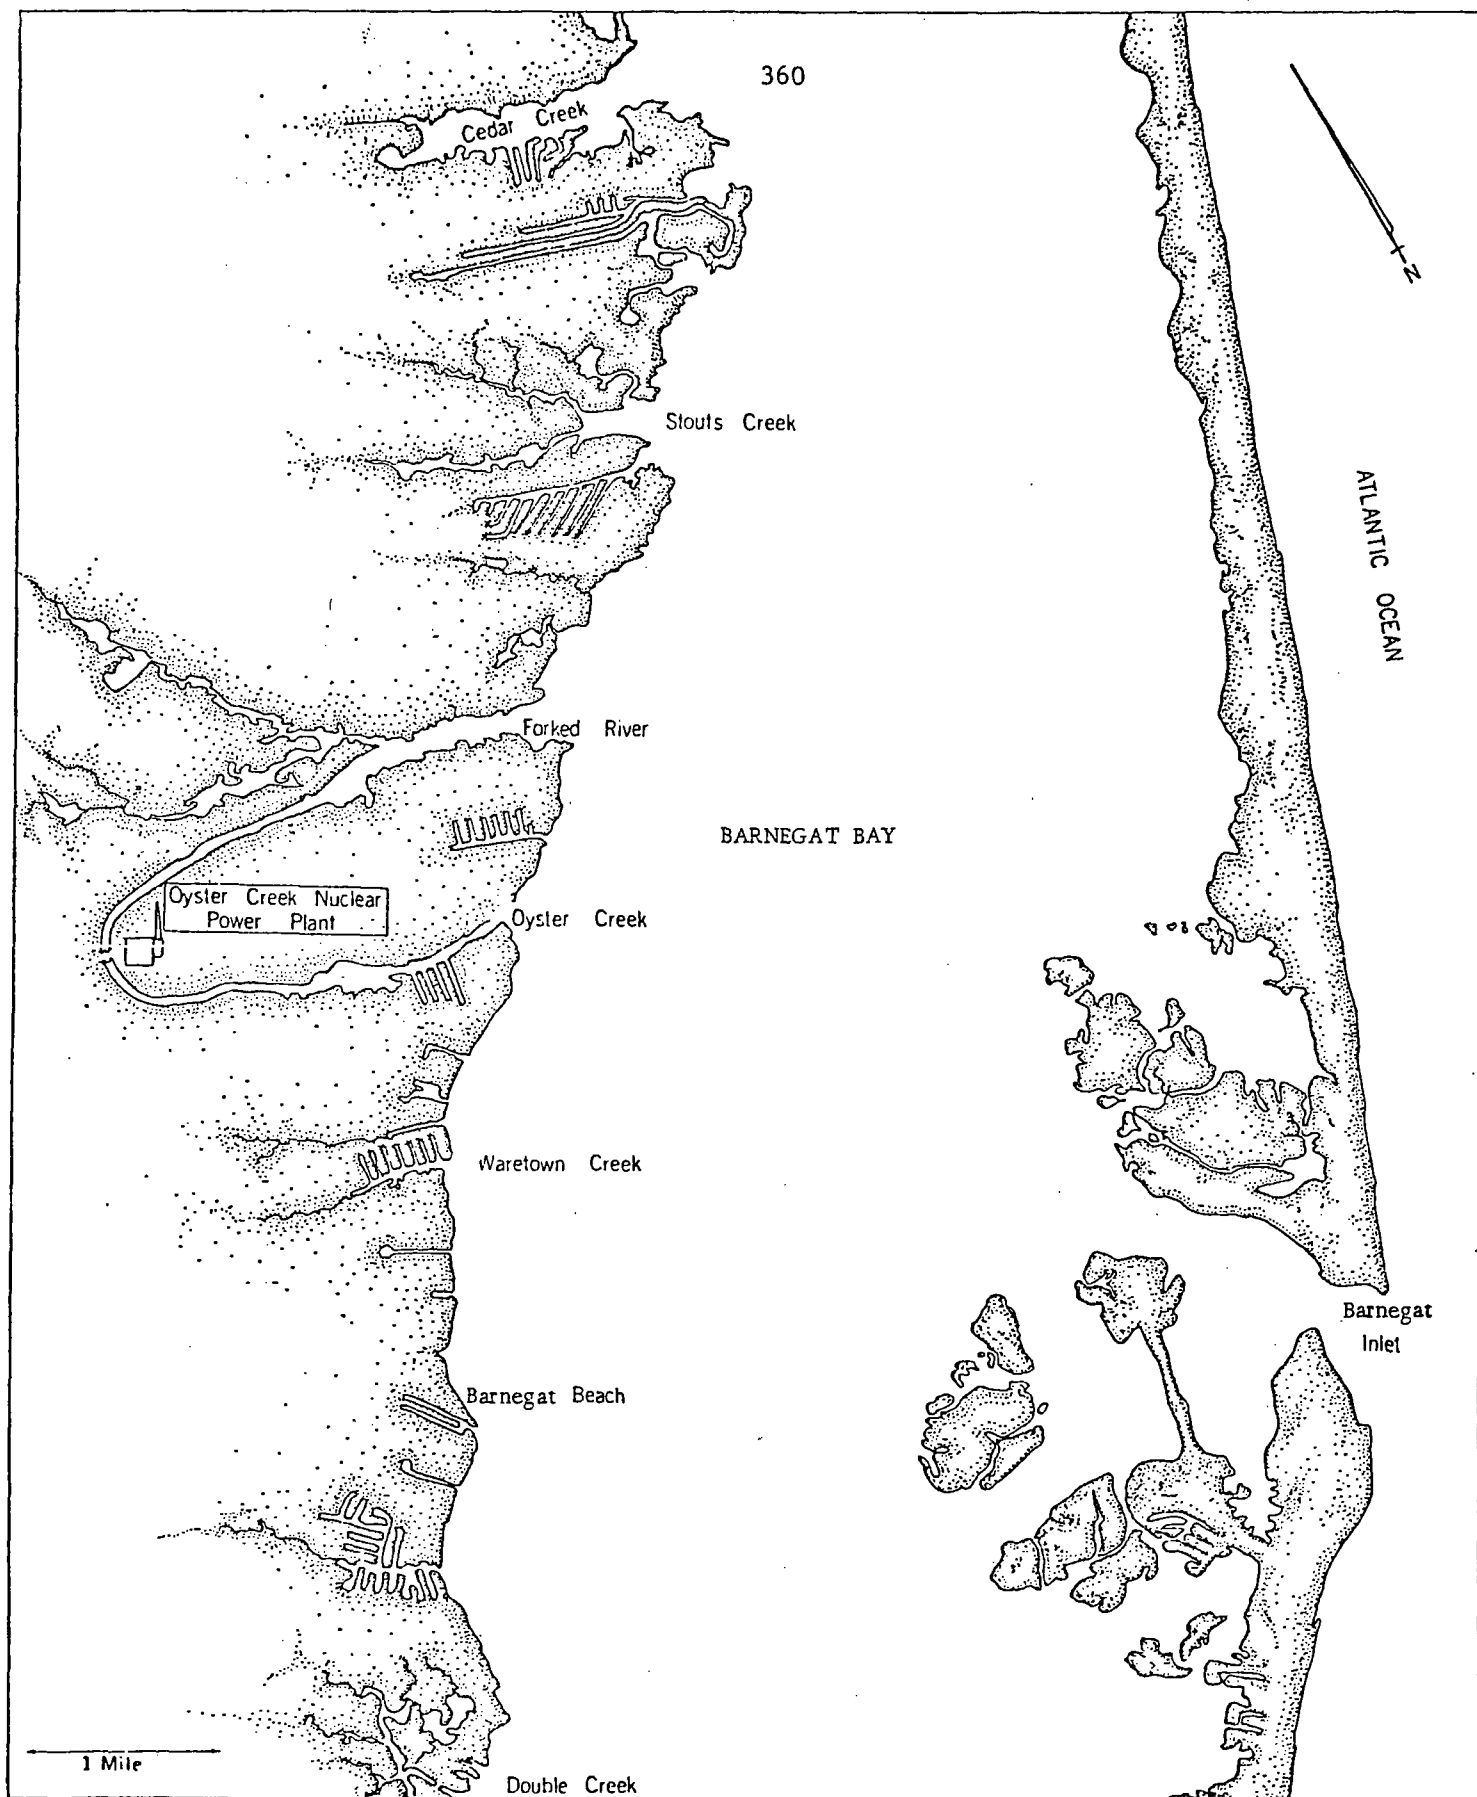 360
Cedar Creek
N
Stouts Creek
ATLANTIC OCEAN
Forked River
BARNEGAT BAY
Oyster Creek Nuclear
Power Plant
Oyster Creek
Waretown Creek
Barnegat
Inlet
Barnegat Beach
1 Mile
Double Creek